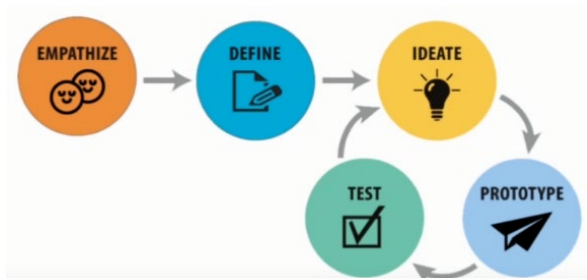 EMPATHIZE
DEFINE
IDEATE
PROTOTYPE
TEST